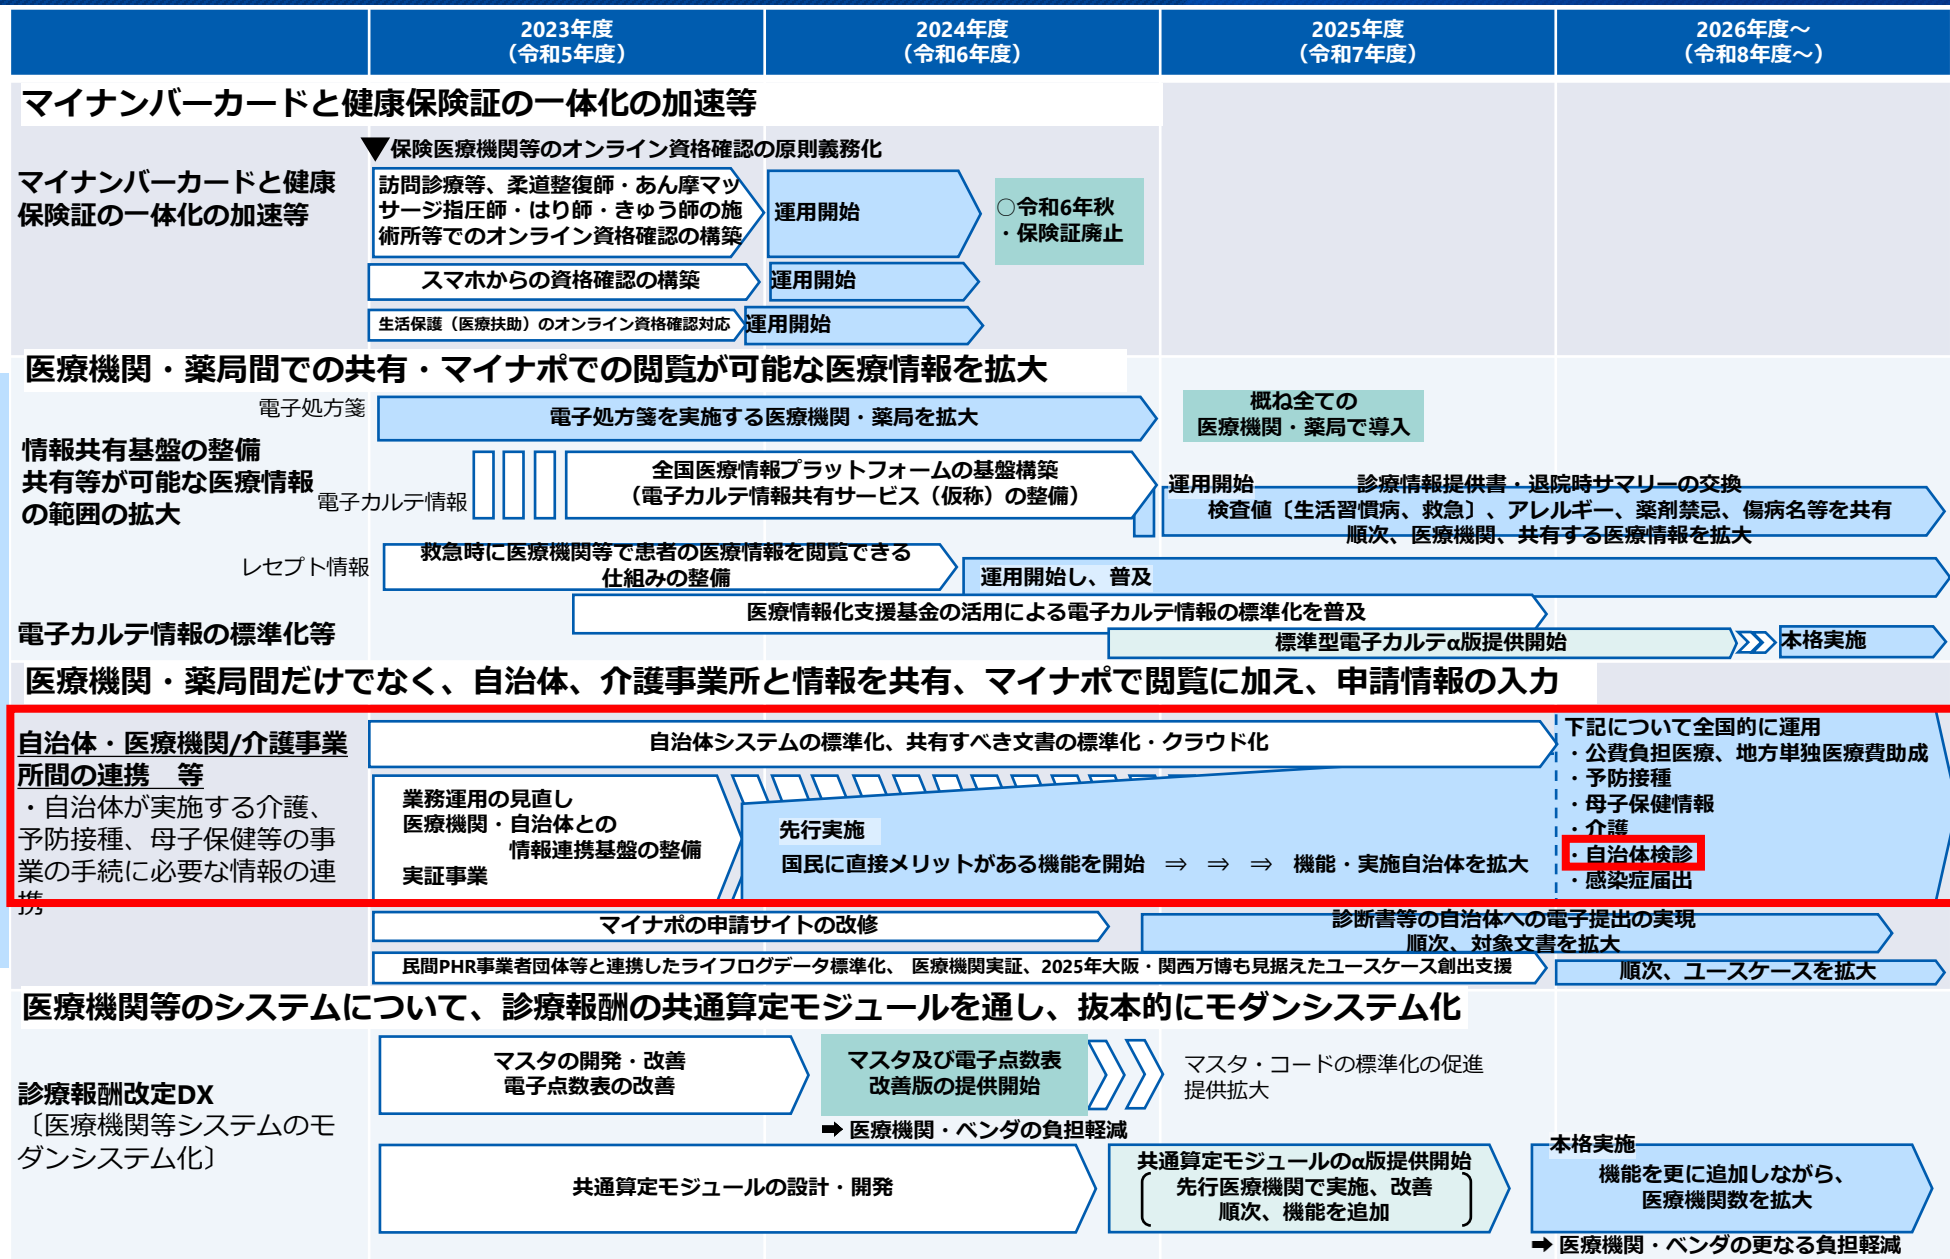 2023年度
（令和5年度）
2024年度
（令和6年度）
2025年度
（令和7年度）
2026年度～
（令和8年度～）
マイナンバーカードと健康保険証の一体化の加速等
マイナンバーカードと健康
保険証の一体化の加速等
▼保険医療機関等のオンライン資格確認の原則義務化
訪問診療等、柔道整復師・あん摩マッ
サージ指圧師・はり師・きゅう師の施
術所等でのオンライン資格確認の構築
運用開始
○令和6年秋
・保険証廃止
スマホからの資格確認の構築
運用開始
生活保護（医療扶助）のオンライン資格確認対応
運用開始
医療機関・薬局間での共有・マイナポでの閲覧が可能な医療情報を拡大
電子処方箋
電子処方箋を実施する医療機関・薬局を拡大
概ね全ての
医療機関・薬局で導入
情報共有基盤の整備
共有等が可能な医療情報
の範囲の拡大
電子カルテ情報
全国医療情報プラットフォームの基盤構築
（電子カルテ情報共有サービス（仮称）の整備）
運用開始
診療情報提供書・退院時サマリーの交換
検査値〔生活習慣病、救急〕、アレルギー、薬剤禁忌、傷病名等を共有
順次、医療機関、共有する医療情報を拡大
レセプト情報
救急時に医療機関等で患者の医療情報を閲覧できる
仕組みの整備
運用開始し、普及
電子カルテ情報の標準化等
医療情報化支援基金の活用による電子カルテ情報の標準化を普及
標準型電子カルテα版提供開始
本格実施
医療機関・薬局間だけでなく、自治体、介護事業所と情報を共有、マイナポで閲覧に加え、申請情報の入力
自治体・医療機関/介護事業
所間の連携　等
・自治体が実施する介護、
予防接種、母子保健等の事
業の手続に必要な情報の連
携
自治体システムの標準化、共有すべき文書の標準化・クラウド化
業務運用の見直し
医療機関・自治体との
情報連携基盤の整備
実証事業
先行実施
国民に直接メリットがある機能を開始　⇒　⇒　⇒　機能・実施自治体を拡大
下記について全国的に運用
・公費負担医療、地方単独医療費助成
・予防接種
・母子保健情報
・介護
・自治体検診
・感染症届出
マイナポの申請サイトの改修
診断書等の自治体への電子提出の実現
順次、対象文書を拡大
民間PHR事業者団体等と連携したライフログデータ標準化、 医療機関実証、2025年大阪・関西万博も見据えたユースケース創出支援
順次、ユースケースを拡大
医療機関等のシステムについて、診療報酬の共通算定モジュールを通し、抜本的にモダンシステム化
診療報酬改定DX
〔医療機関等システムのモ
ダンシステム化〕
マスタの開発・改善
電子点数表の改善
マスタ及び電子点数表
改善版の提供開始
マスタ・コードの標準化の促進
提供拡大
➡ 医療機関・ベンダの負担軽減
共通算定モジュールの設計・開発
共通算定モジュールのα版提供開始
先行医療機関で実施、改善
順次、機能を追加
本格実施
機能を更に追加しながら、
医療機関数を拡大
➡ 医療機関・ベンダの更なる負担軽減